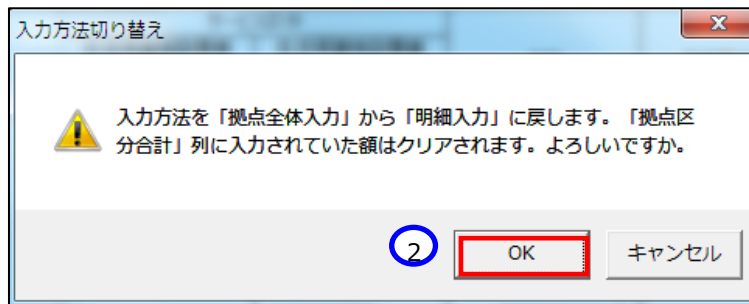 入力方法切り替え
入力方法を「拠点全体入力」から「明細入力」に戻します。「拠点区
分合計」列に入力されていた額はクリアされます。よろしいですか。
2
OK
キャンセル